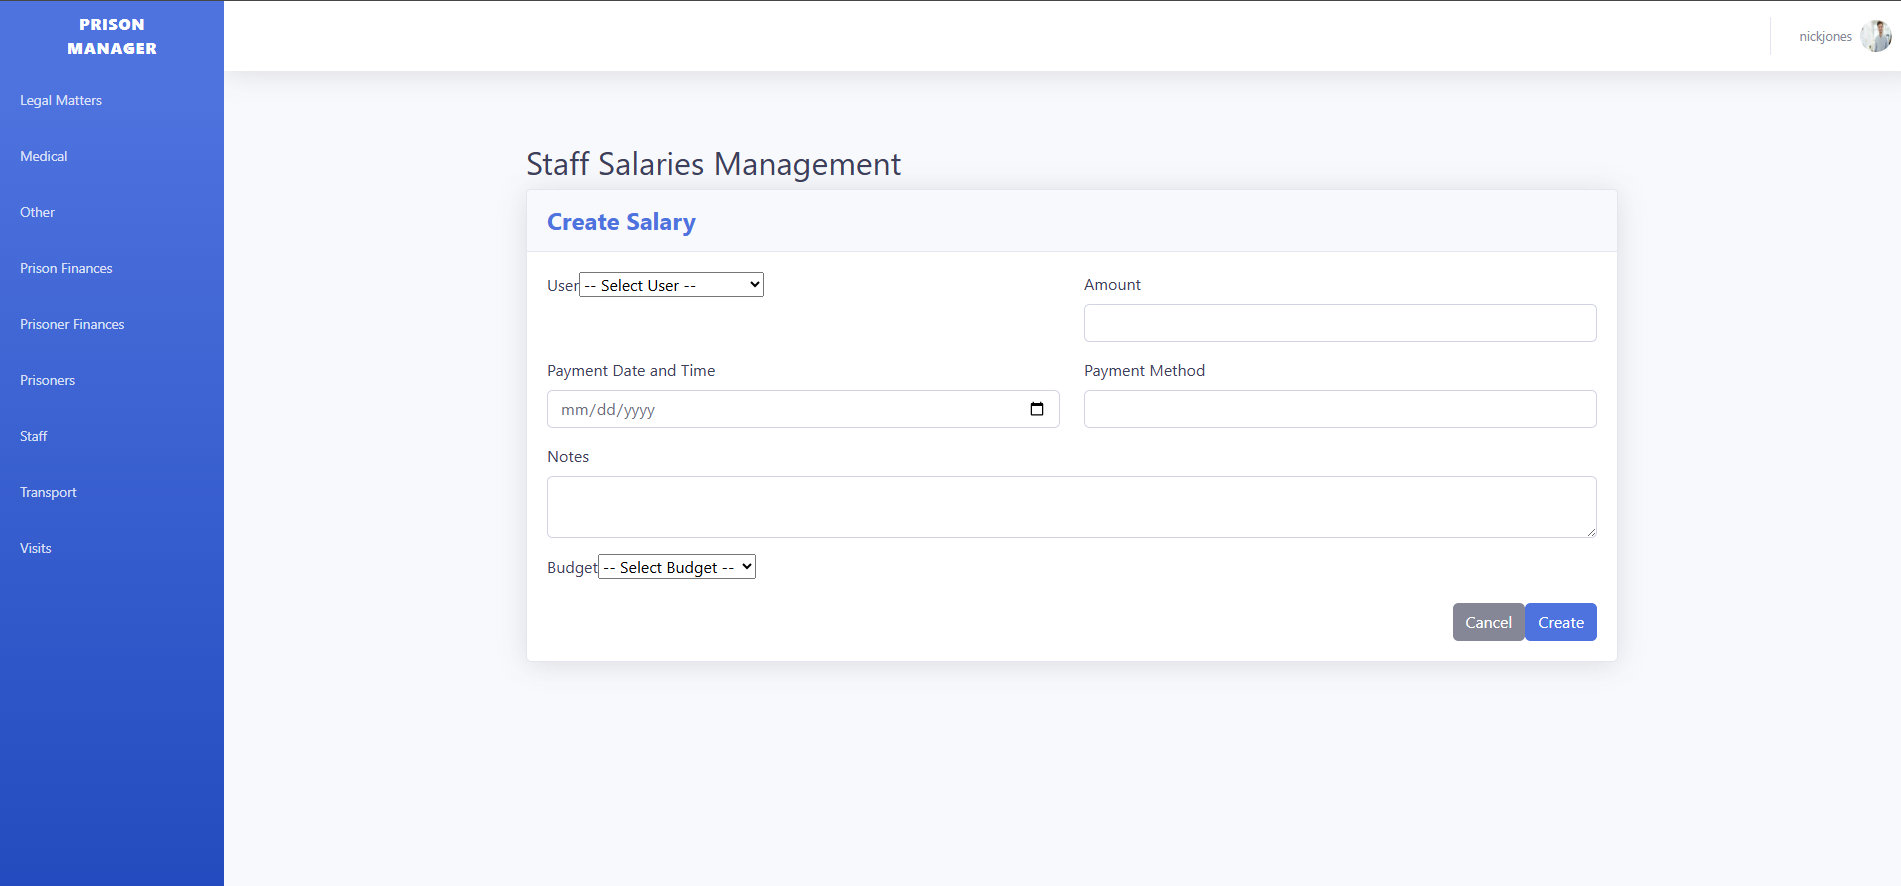 PRISON
MANAGER
nickjones
Legal Matters
Medical
Other
Prison Finances
Prisoner Finances
Prisoners
Staff
Transport
Visits
Staff Salaries Management
Create Salary
User -- Select User --
Amount
Payment Date and Time
Payment Method
mm/dd/yyyy
Notes
Budget -- Select Budget --
Cancel Create